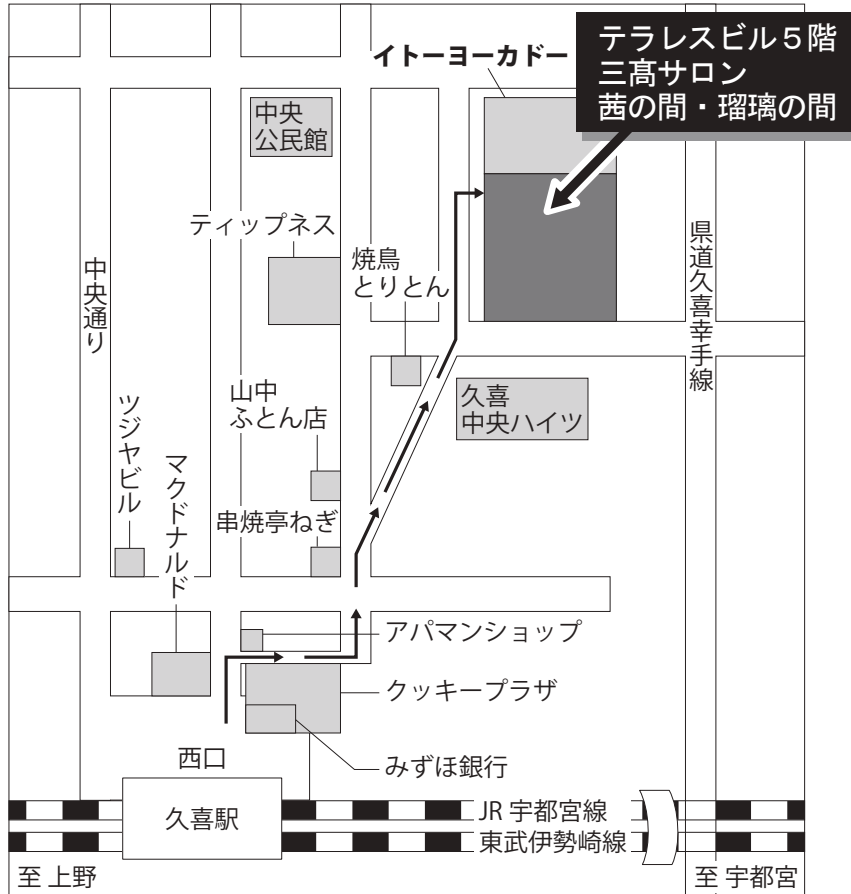 イトーヨーカドー
テラレスビル5階
三髙サロン
茜の間・瑠璃の間
中央
公民館
ティップネス
焼鳥
とりとん
中央通り
県道久喜幸手線
山中
ふとん店
久喜
中央ハイツ
ツジヤビル
マクドナルド
串焼亭ねぎ
アパマンショップ
クッキープラザ
みずほ銀行
西口
久喜駅
JR 宇都宮線
東武伊勢崎線
至 上野
至 宇都宮